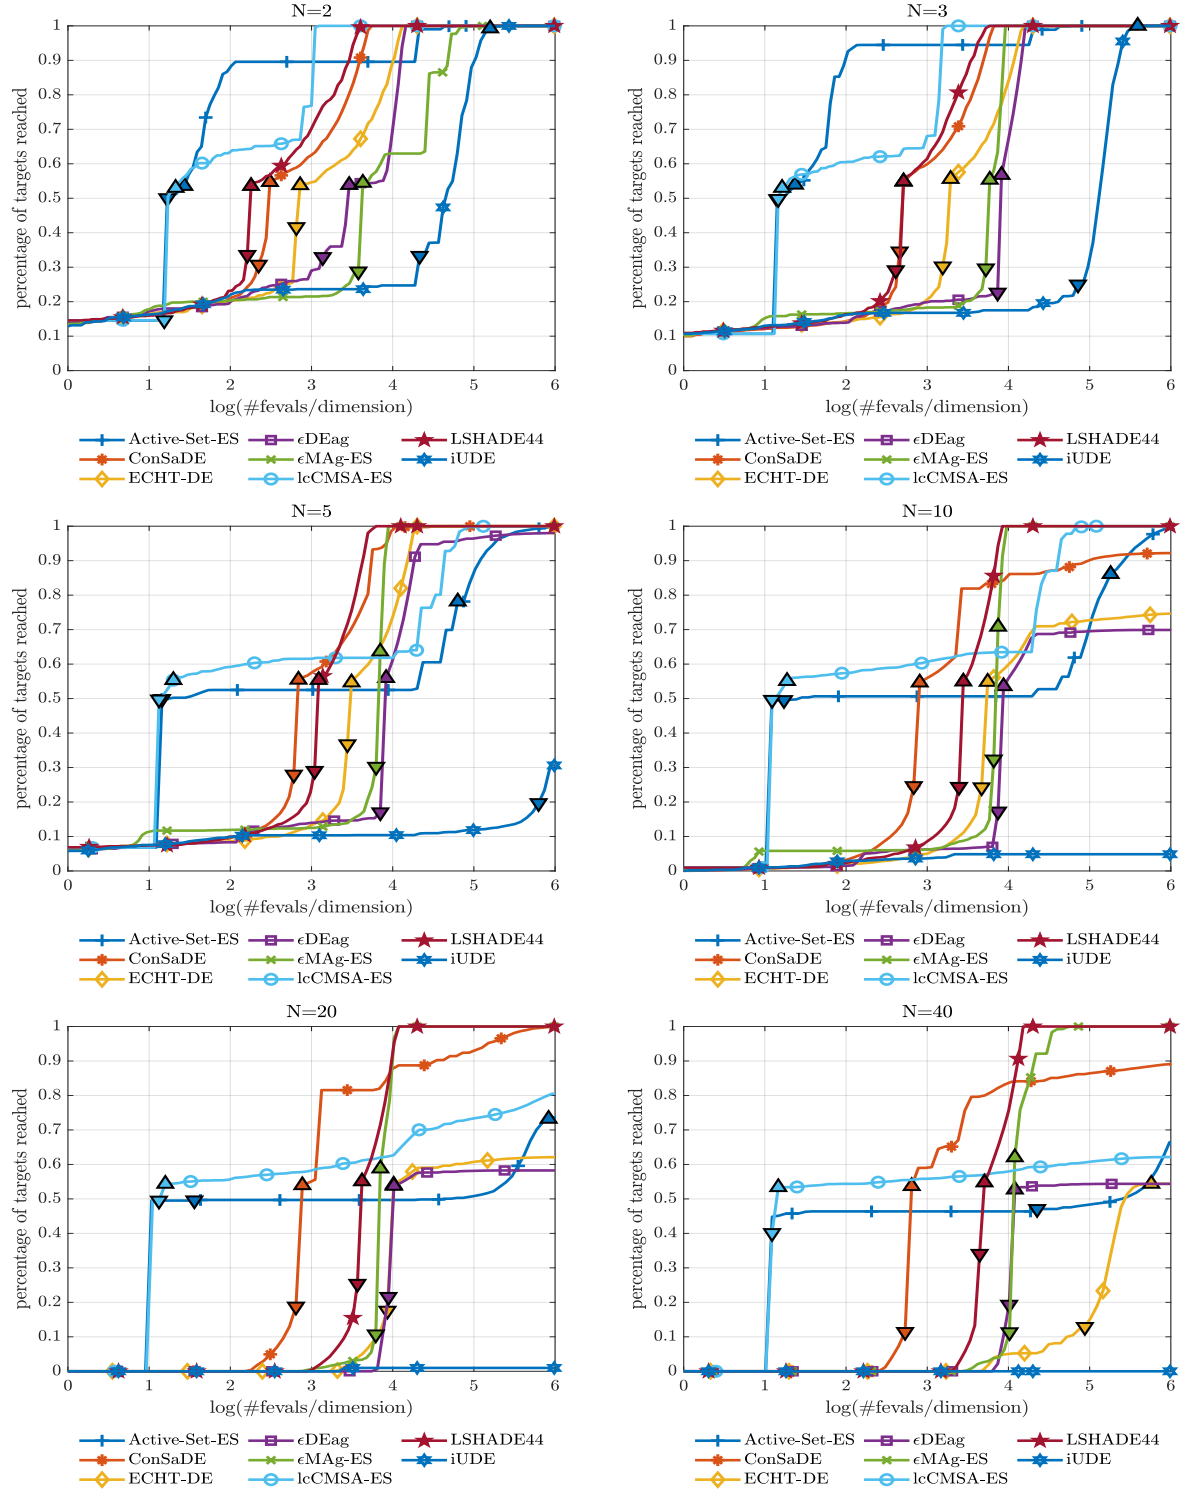 N=2
percentage of targets reached
1
0.9
0.8
0.7
0.6
0.5
0.4
0.3
0.2
0.1
0
0 1 2 3 4 5 6
log(#fevals/dimension)
Active-Set-ES ϵDEag LSHADE44
ConSaDE ϵMAg-ES iUDE
ECHT-DE lcCMSA-ES
N=3
percentage of targets reached
1
0.9
0.8
0.7
0.6
0.5
0.4
0.3
0.2
0.1
0
0 1 2 3 4 5 6
log(#fevals/dimension)
Active-Set-ES ϵDEag LSHADE44
ConSaDE ϵMAg-ES iUDE
ECHT-DE lcCMSA-ES
N=5
percentage of targets reached
1
0.9
0.8
0.7
0.6
0.5
0.4
0.3
0.2
0.1
0
0 1 2 3 4 5 6
log(#fevals/dimension)
Active-Set-ES ϵDEag LSHADE44
ConSaDE ϵMAg-ES iUDE
ECHT-DE lcCMSA-ES
N=10
percentage of targets reached
1
0.9
0.8
0.7
0.6
0.5
0.4
0.3
0.2
0.1
0
0 1 2 3 4 5 6
log(#fevals/dimension)
Active-Set-ES ϵDEag LSHADE44
ConSaDE ϵMAg-ES iUDE
ECHT-DE lcCMSA-ES
N=20
percentage of targets reached
1
0.9
0.8
0.7
0.6
0.5
0.4
0.3
0.2
0.1
0
0 1 2 3 4 5 6
log(#fevals/dimension)
Active-Set-ES ϵDEag LSHADE44
ConSaDE ϵMAg-ES iUDE
ECHT-DE lcCMSA-ES
N=40
percentage of targets reached
1
0.9
0.8
0.7
0.6
0.5
0.4
0.3
0.2
0.1
0
0 1 2 3 4 5 6
log(#fevals/dimension)
Active-Set-ES ϵDEag LSHADE44
ConSaDE ϵMAg-ES iUDE
ECHT-DE lcCMSA-ES